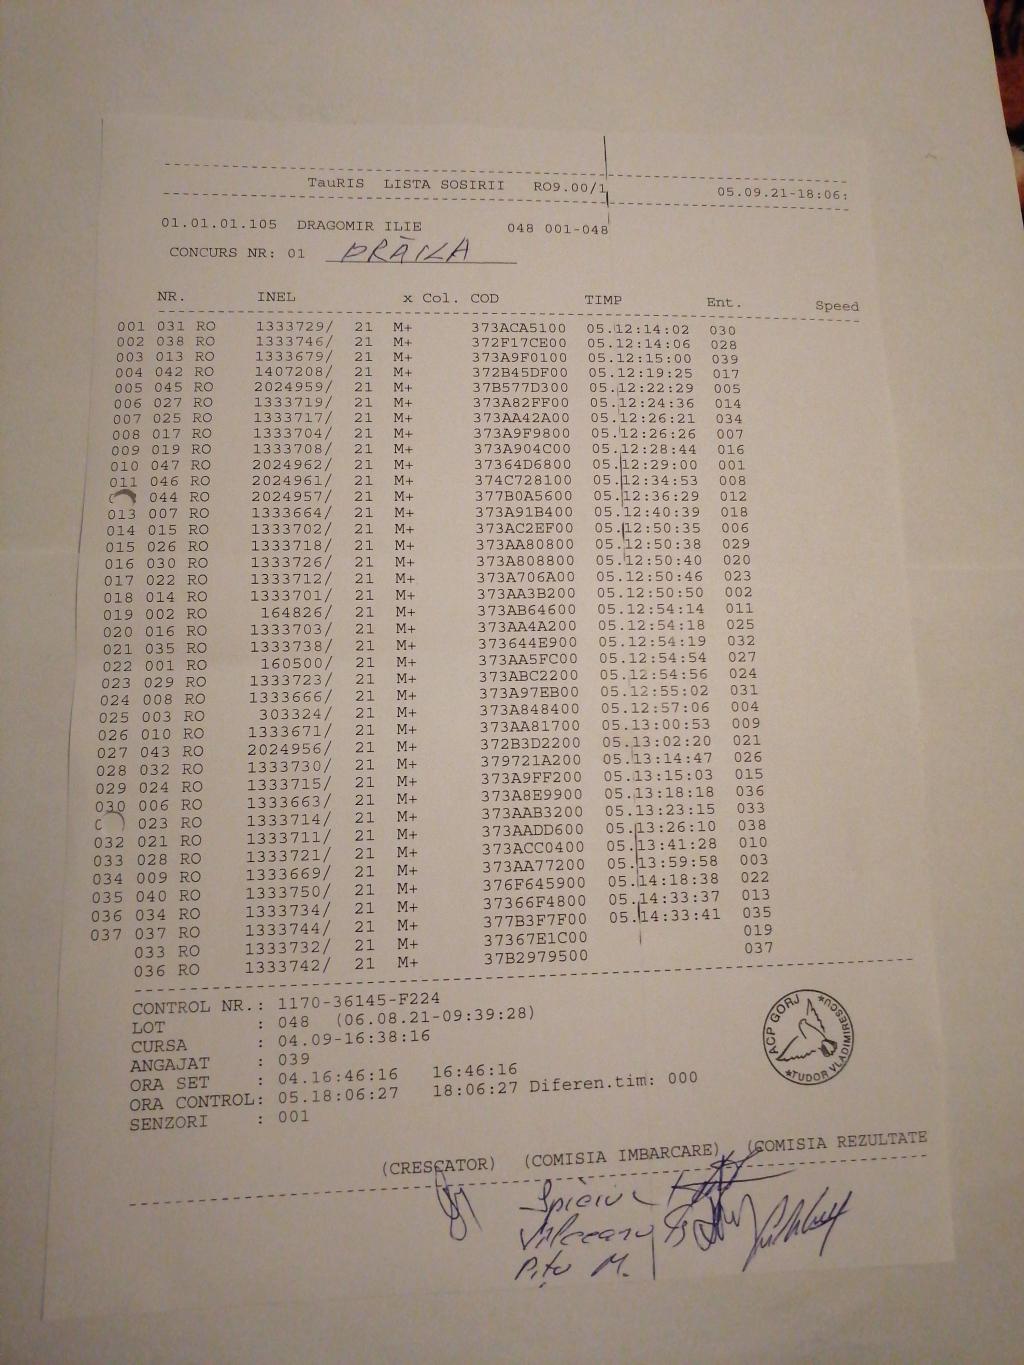 TauRIS LISTA SOSIRII RO9.00/1 05.09.21-18:06:
01.01.01.105 DRAGOMIR ILIE 048 001-048
CONCURS NR: 01 BRĂILA
NR. INEL x Col. COD TIMP Ent. Speed
001 031 RO 1333729/ 21 M+ 373ACA5100 05.12:14:02 030
002 038 RO 1333746/ 21 M+ 372F17CE00 05.12:14:06 028
003 013 RO 1333679/ 21 M+ 373A9F0100 05.12:15:00 039
004 042 RO 1407208/ 21 M+ 372B45DF00 05.12:19:25 017
005 045 RO 2024959/ 21 M+ 37B577D300 05.12:22:29 005
006 027 RO 1333719/ 21 M+ 373A82FF00 05.12:24:36 014
007 025 RO 1333717/ 21 M+ 373AA42A00 05.12:26:21 034
008 017 RO 1333704/ 21 M+ 373A9F9800 05.12:26:26 007
009 019 RO 1333708/ 21 M+ 373A904C00 05.12:28:44 016
010 047 RO 2024962/ 21 M+ 37364D6800 05.12:29:00 001
011 046 RO 2024961/ 21 M+ 374C728100 05.12:34:53 008
044 RO 2024957/ 21 M+ 377B0A5600 05.12:36:29 012
013 007 RO 1333664/ 21 M+ 373A91B400 05.12:40:39 018
014 015 RO 1333702/ 21 M+ 373AC2EF00 05.12:50:35 006
015 026 RO 1333718/ 21 M+ 373AA80800 05.12:50:38 029
016 030 RO 1333726/ 21 M+ 373A808800 05.12:50:40 020
017 022 RO 1333712/ 21 M+ 373A706A00 05.12:50:46 023
018 014 RO 1333701/ 21 M+ 373AA3B200 05.12:50:50 002
019 002 RO 164826/ 21 M+ 373AB64600 05.12:54:14 011
020 016 RO 1333703/ 21 M+ 373AA4A200 05.12:54:18 025
021 035 RO 1333738/ 21 M+ 373644E900 05.12:54:19 032
022 001 RO 160500/ 21 M+ 373AA5FC00 05.12:54:54 027
023 029 RO 1333723/ 21 M+ 373ABC2200 05.12:54:56 024
024 008 RO 1333666/ 21 M+ 373A97EB00 05.12:55:02 031
025 003 RO 303324/ 21 M+ 373A848400 05.12:57:06 004
026 010 RO 1333671/ 21 M+ 373AA81700 05.13:00:53 009
027 043 RO 2024956/ 21 M+ 372B3D2200 05.13:02:20 021
028 032 RO 1333730/ 21 M+ 379721A200 05.13:14:47 026
029 024 RO 1333715/ 21 M+ 373A9FF200 05.13:15:03 015
030 006 RO 1333663/ 21 M+ 373A8E9900 05.13:18:18 036
023 RO 1333714/ 21 M+ 373AAB3200 05.13:23:15 033
032 021 RO 1333711/ 21 M+ 373AADD600 05.13:26:10 038
033 028 RO 1333721/ 21 M+ 373ACC0400 05.13:41:28 010
034 009 RO 1333669/ 21 M+ 373AA77200 05.13:59:58 003
035 040 RO 1333750/ 21 M+ 376F645900 05.14:18:38 022
036 034 RO 1333734/ 21 M+ 37366F4800 05.14:33:37 013
037 037 RO 1333744/ 21 M+ 377B3F7F00 05.14:33:41 035
033 RO 1333732/ 21 M+ 37367E1C00 019
036 RO 1333742/ 21 M+ 37B2979500 037
CONTROL NR.: 1170-36145-F224
LOT : 048 (06.08.21-09:39:28)
CURSA : 04.09-16:38:16
ANGAJAT : 039
ORA SET : 04.16:46:16 16:46:16
ORA CONTROL: 05.18:06:27 18:06:27 Diferen.tim: 000
SENZORI : 001
ACP GORJ *TUDOR VLADIMIRESCU*
(CRESCATOR) (COMISIA IMBARCARE) (COMISIA REZULTATE
Pițu M.